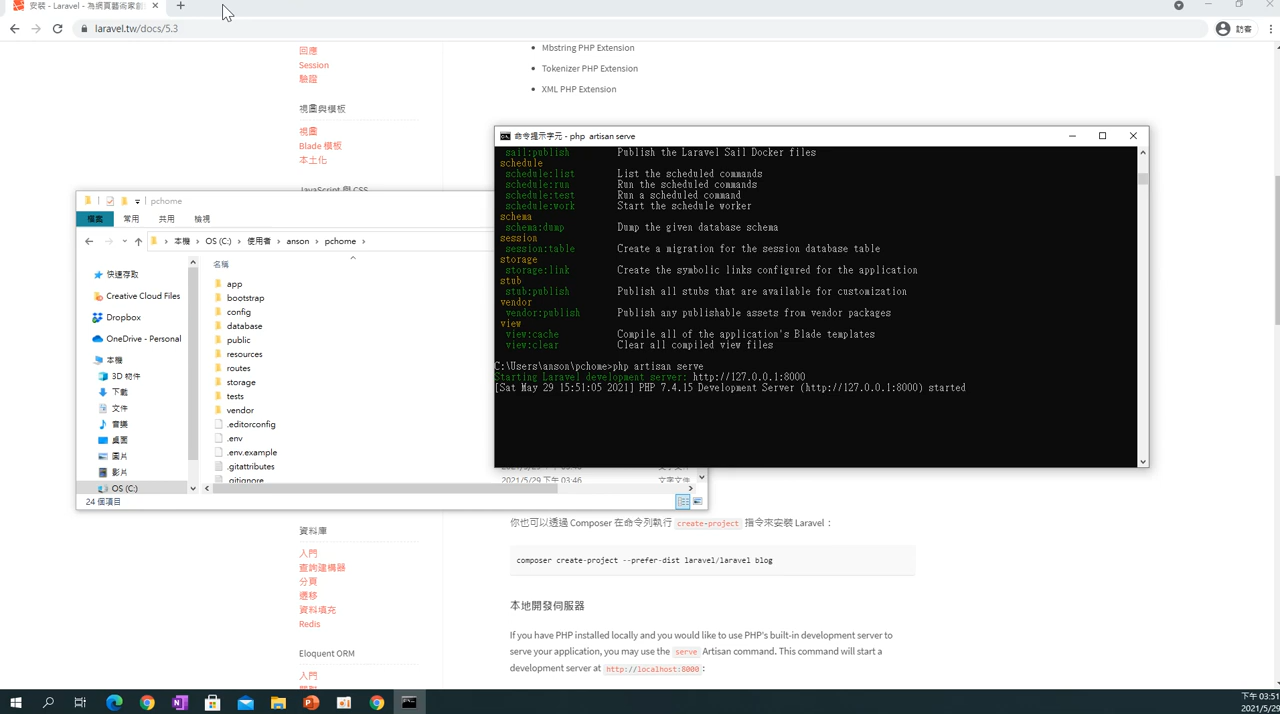 安裝 - Laravel - 為網頁藝術家創
laravel.tw/docs/5.3
訪客
回應
Session
驗證
視圖與模板
視圖
Blade 模板
本土化
JavaScript 與 CSS
Mbstring PHP Extension
Tokenizer PHP Extension
XML PHP Extension
pchome
檔案 常用 共用 檢視
本機 OS (C:) 使用者 anson pchome
快速存取
Creative Cloud Files
Dropbox
OneDrive - Personal
本機
3D 物件
下載
文件
音樂
桌面
圖片
影片
OS (C:)
名稱
app
bootstrap
config
database
public
resources
routes
storage
tests
vendor
.editorconfig
.env
.env.example
.gitattributes
.gitignore
2021/5/29 下午 03:46 文字文件
24 個項目
命令提示字元 - php artisan serve
sail:publish Publish the Laravel Sail Docker files
schedule
schedule:list List the scheduled commands
schedule:run Run the scheduled commands
schedule:test Run a scheduled command
schedule:work Start the schedule worker
schema
schema:dump Dump the given database schema
session
session:table Create a migration for the session database table
storage
storage:link Create the symbolic links configured for the application
stub
stub:publish Publish all stubs that are available for customization
vendor
vendor:publish Publish any publishable assets from vendor packages
view
view:cache Compile all of the application's Blade templates
view:clear Clear all compiled view files
C:\Users\anson\pchome>php artisan serve
Starting Laravel development server: http://127.0.0.1:8000
[Sat May 29 15:51:05 2021] PHP 7.4.15 Development Server (http://127.0.0.1:8000) started
資料庫
入門
查詢建構器
分頁
遷移
資料填充
Redis
Eloquent ORM
入門
你也可以透過 Composer 在命令列執行 create-project 指令來安裝 Laravel：
composer create-project --prefer-dist laravel/laravel blog
本地開發伺服器
If you have PHP installed locally and you would like to use PHP's built-in development server to
serve your application, you may use the serve Artisan command. This command will start a
development server at http://localhost:8000:
下午 03:51
2021/5/29